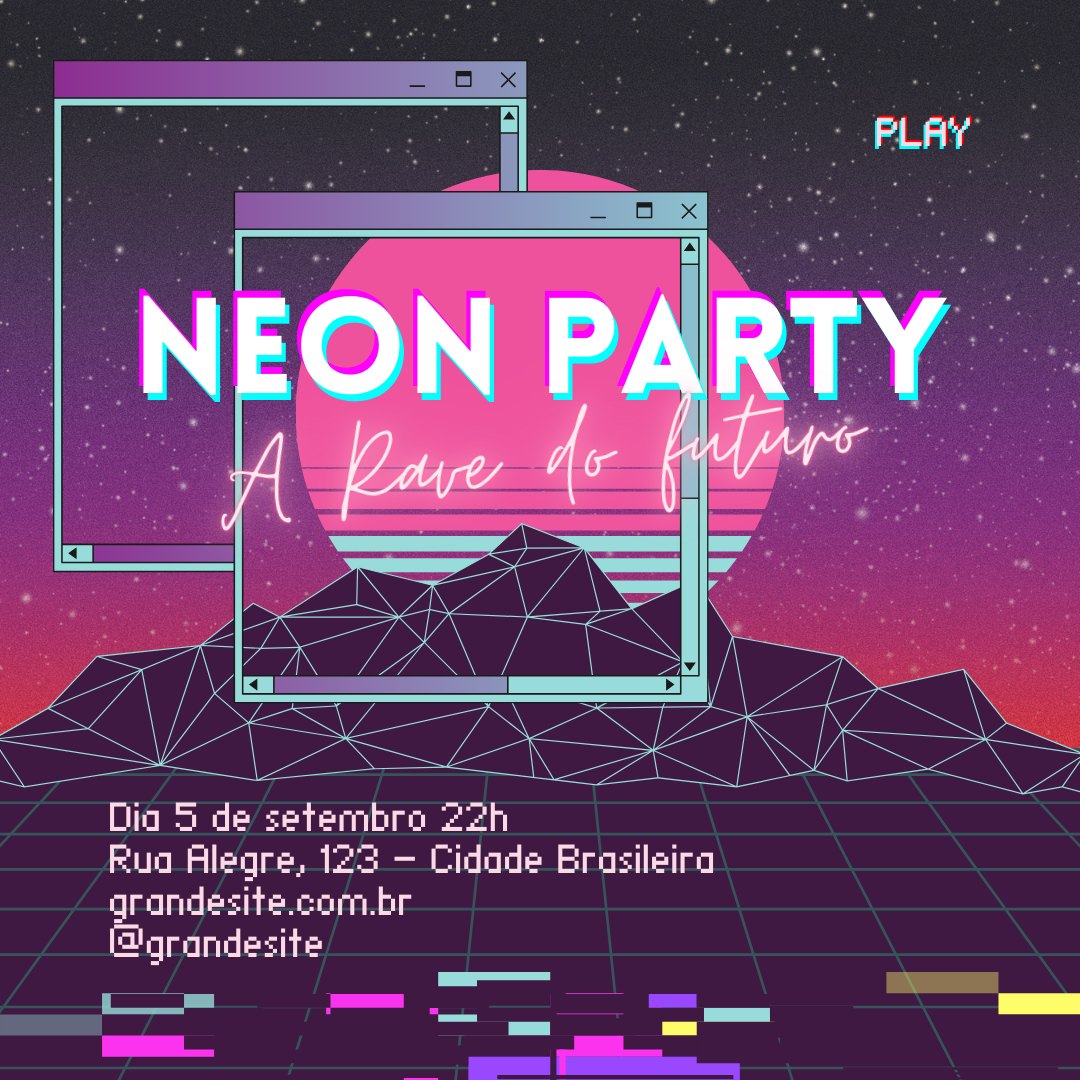 PLAY
NEON PARTY
A Rave do futuro
Dia 5 de setembro 22h
Rua Alegre, 123 - Cidade Brasileira
grandesite.com.br
@grandesite